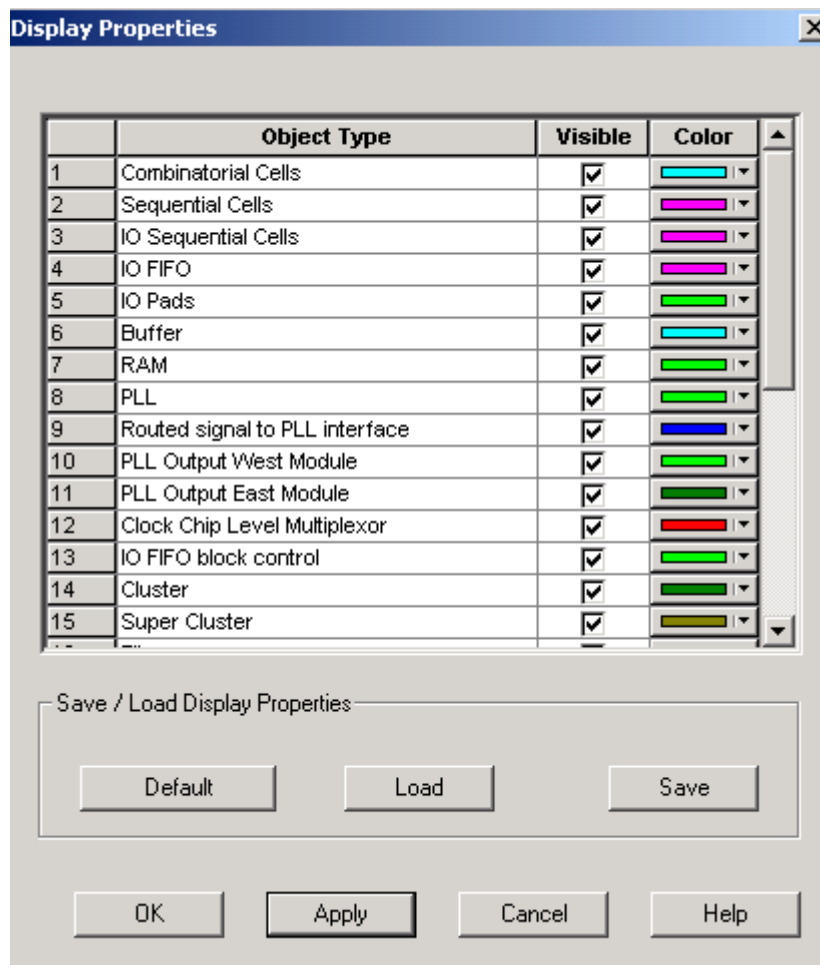 Display Properties
Object Type Visible Color
1 Combinatorial Cells
2 Sequential Cells
3 IO Sequential Cells
4 IO FIFO
5 IO Pads
6 Buffer
7 RAM
8 PLL
9 Routed signal to PLL interface
10 PLL Output West Module
11 PLL Output East Module
12 Clock Chip Level Multiplexor
13 IO FIFO block control
14 Cluster
15 Super Cluster
Save / Load Display Properties
Default Load Save
OK Apply Cancel Help